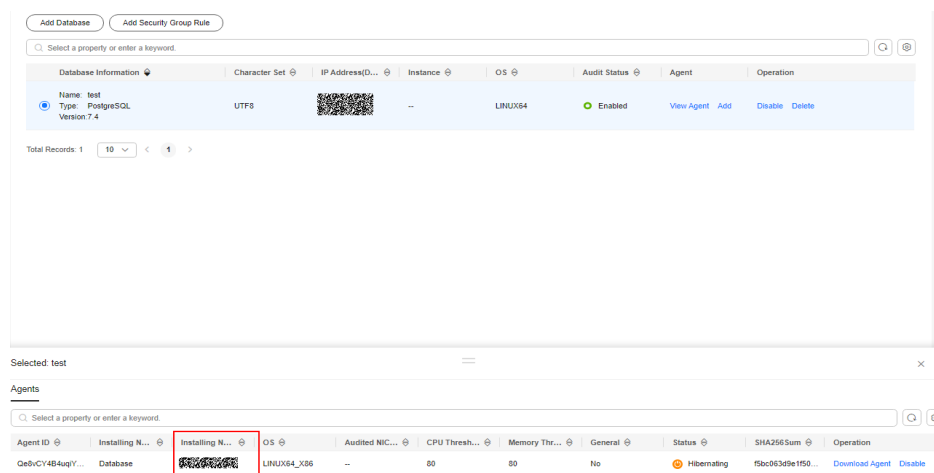 Add Database Add Security Group Rule
Select a property or enter a keyword.
Database Information Character Set IP Address(D... Instance OS Audit Status Agent Operation
Name: test
Type: PostgreSQL UTF8 -- LINUX64 Enabled View Agent Add Disable Delete
Version:7.4
Total Records: 1 10 < 1 >
Selected: test
Agents
Select a property or enter a keyword.
Agent ID Installing N... Installing N... OS Audited NIC... CPU Thresh... Memory Thr... General Status SHA256Sum Operation
Qe8vCY4B4uqiY... Database LINUX64_X86 -- 80 80 No Hibernating f5bc063d9e1f50... Download Agent Disable